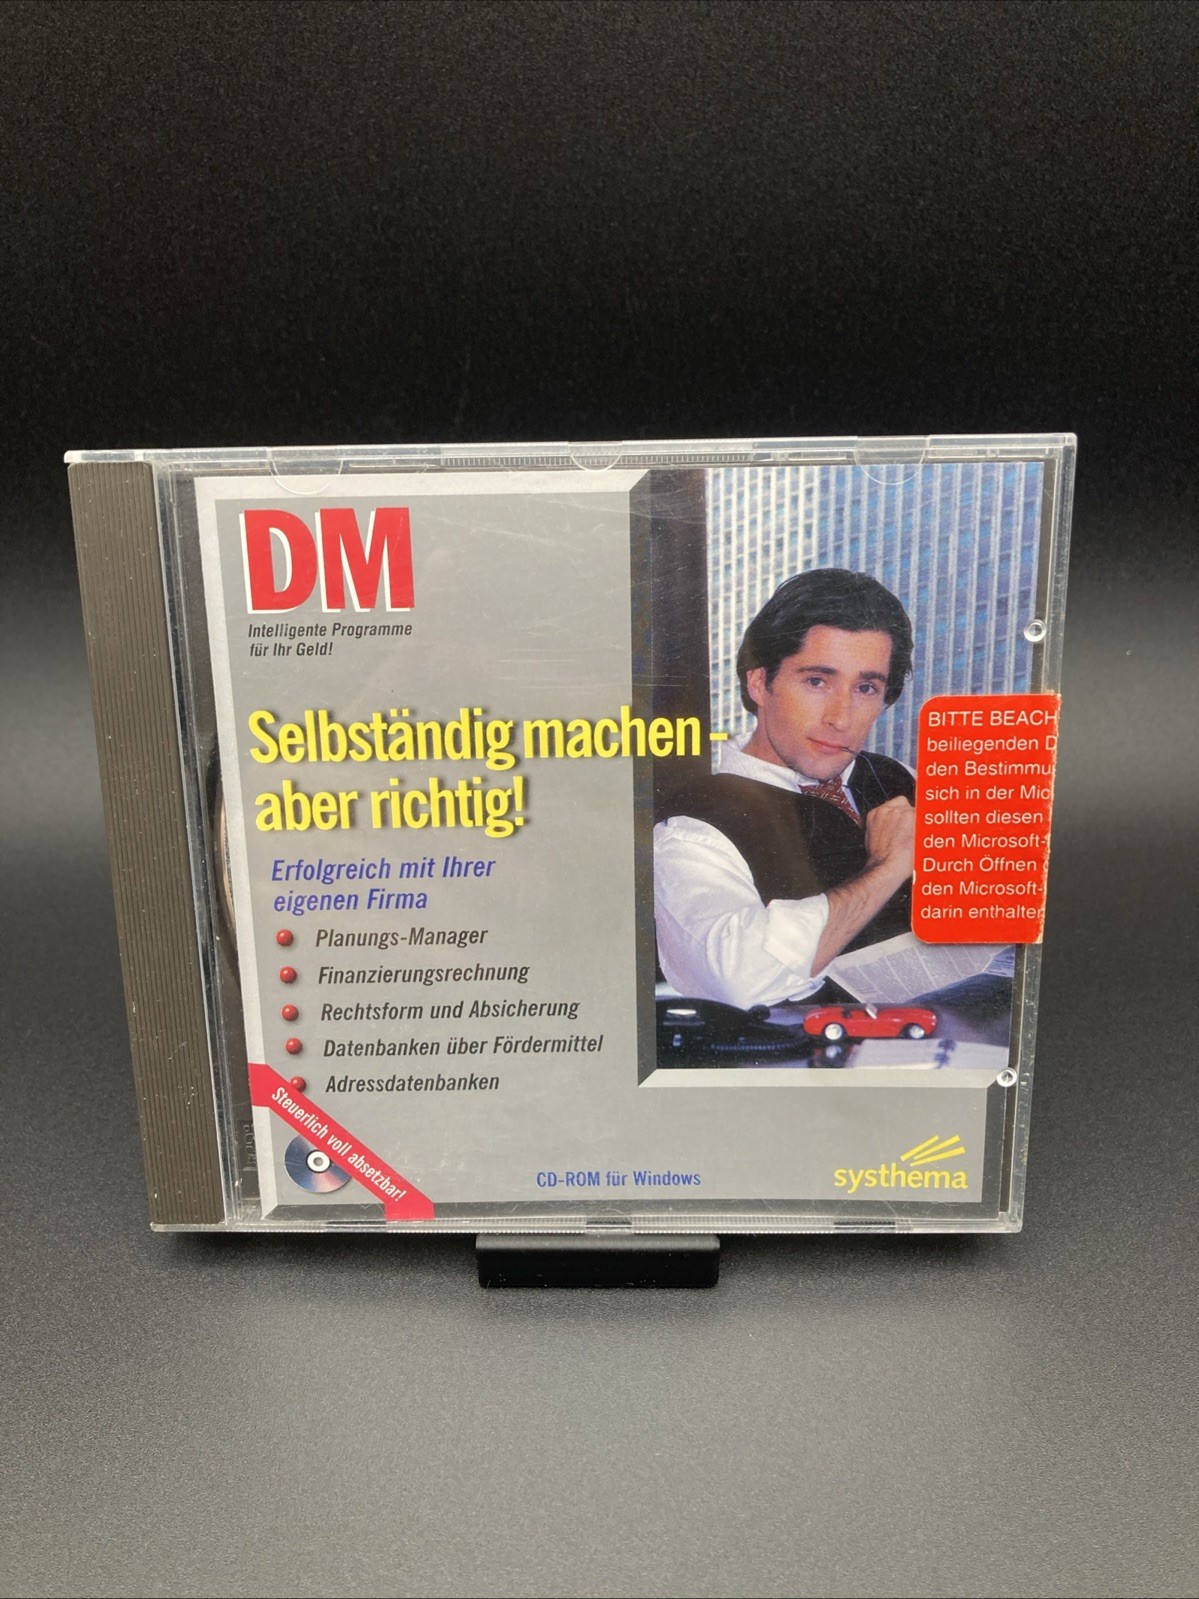 DM
Intelligente Programme
für Ihr Geld!
Selbständig machen -
aber richtig!
Erfolgreich mit Ihrer
eigenen Firma
Planungs-Manager
Finanzierungsrechnung
Rechtsform und Absicherung
Datenbanken über Fördermittel
Adressdatenbanken
Steuerlich voll absetzbar!
CD-ROM für Windows
systhema
BITTE BEACH
beiliegenden D
den Bestimmu
sich in der Mic
sollten diesen
den Microsoft-
Durch Öffnen
den Microsoft-
darin enthalten